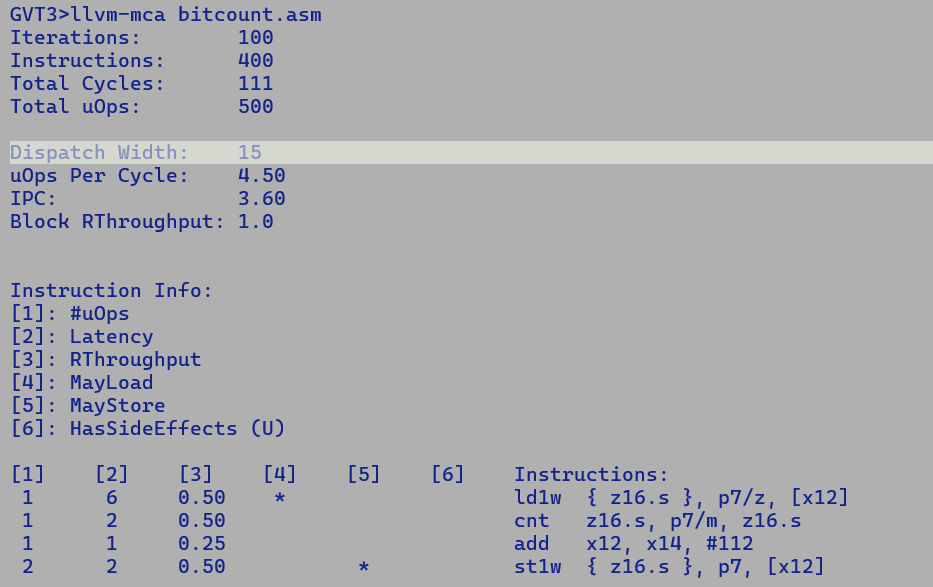 GVT3>llvm-mca bitcount.asm
Iterations:        100
Instructions:      400
Total Cycles:      111
Total uOps:        500
Dispatch Width:    15
uOps Per Cycle:    4.50
IPC:               3.60
Block RThroughput: 1.0
Instruction Info:
[1]: #uOps
[2]: Latency
[3]: RThroughput
[4]: MayLoad
[5]: MayStore
[6]: HasSideEffects (U)
[1]    [2]    [3]    [4]    [5]    [6]    Instructions:
 1      6     0.50    *                   ld1w  { z16.s }, p7/z, [x12]
 1      2     0.50                        cnt   z16.s, p7/m, z16.s
 1      1     0.25                        add   x12, x14, #112
 2      2     0.50           *            st1w  { z16.s }, p7, [x12]